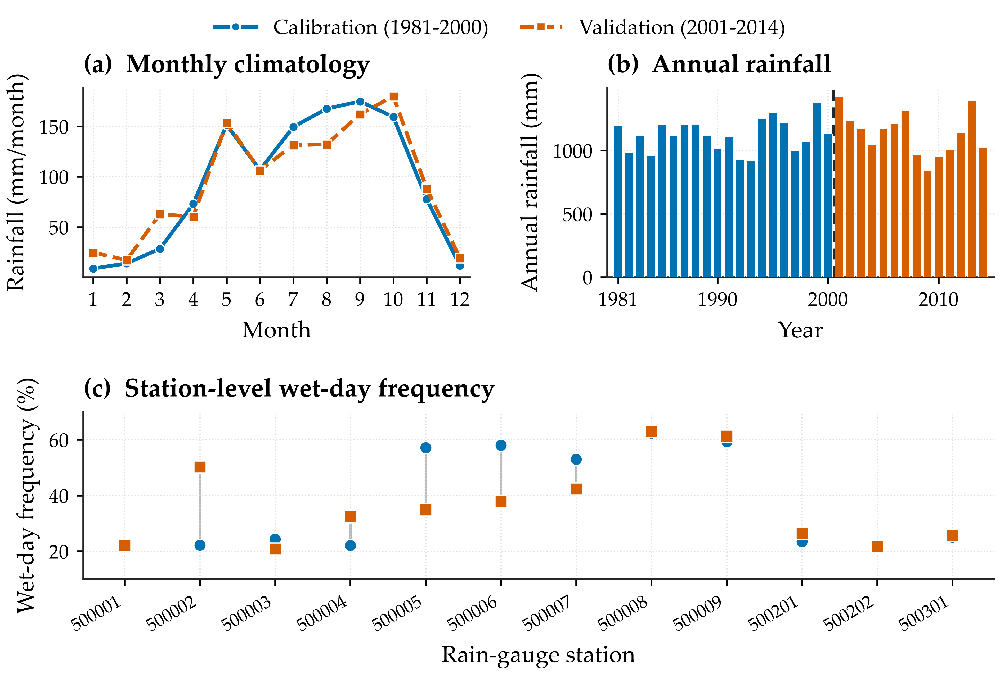 Calibration (1981-2000) Validation (2001-2014)
(a) Monthly climatology
Rainfall (mm/month)
150
100
50
1 2 3 4 5 6 7 8 9 10 11 12
Month
(b) Annual rainfall
Annual rainfall (mm)
1000
500
0
1981 1990 2000 2010
Year
(c) Station-level wet-day frequency
Wet-day frequency (%)
60
40
20
500001 500002 500003 500004 500005 500006 500007 500008 500009 500201 500202 500301
Rain-gauge station